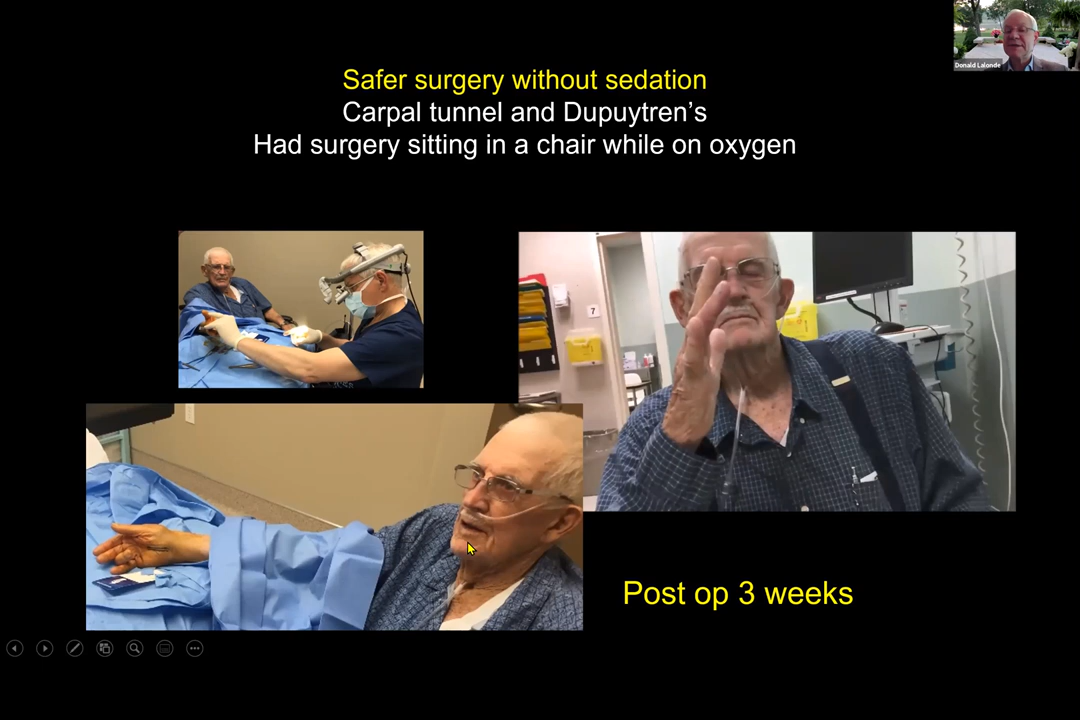 Donald Lalonde
Safer surgery without sedation
Carpal tunnel and Dupuytren’s
Had surgery sitting in a chair while on oxygen
7
Post op 3 weeks